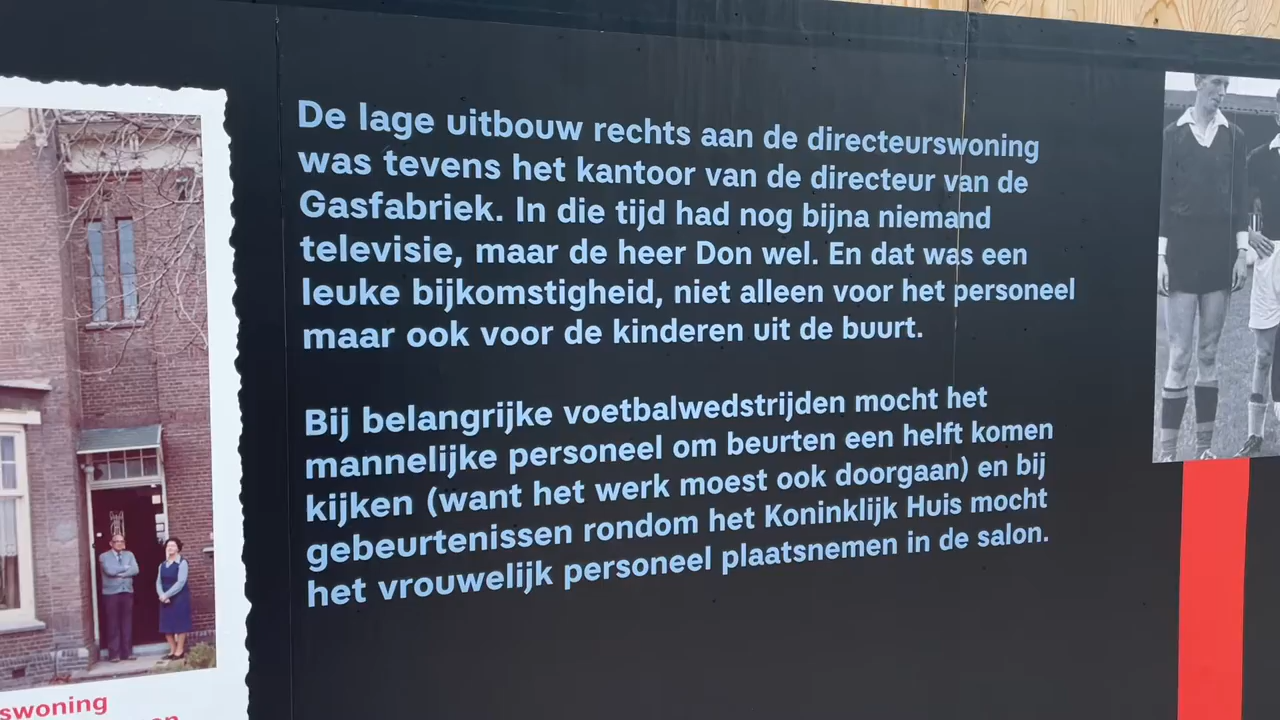 De lage uitbouw rechts aan de directeurswoning
was tevens het kantoor van de directeur van de
Gasfabriek. In die tijd had nog bijna niemand
televisie, maar de heer Don wel. En dat was een
leuke bijkomstigheid, niet alleen voor het personeel
maar ook voor de kinderen uit de buurt.
Bij belangrijke voetbalwedstrijden mocht het
mannelijke personeel om beurten een helft komen
kijken (want het werk moest ook doorgaan) en bij
gebeurtenissen rondom het Koninklijk Huis mocht
het vrouwelijk personeel plaatsnemen in de salon.
swoning